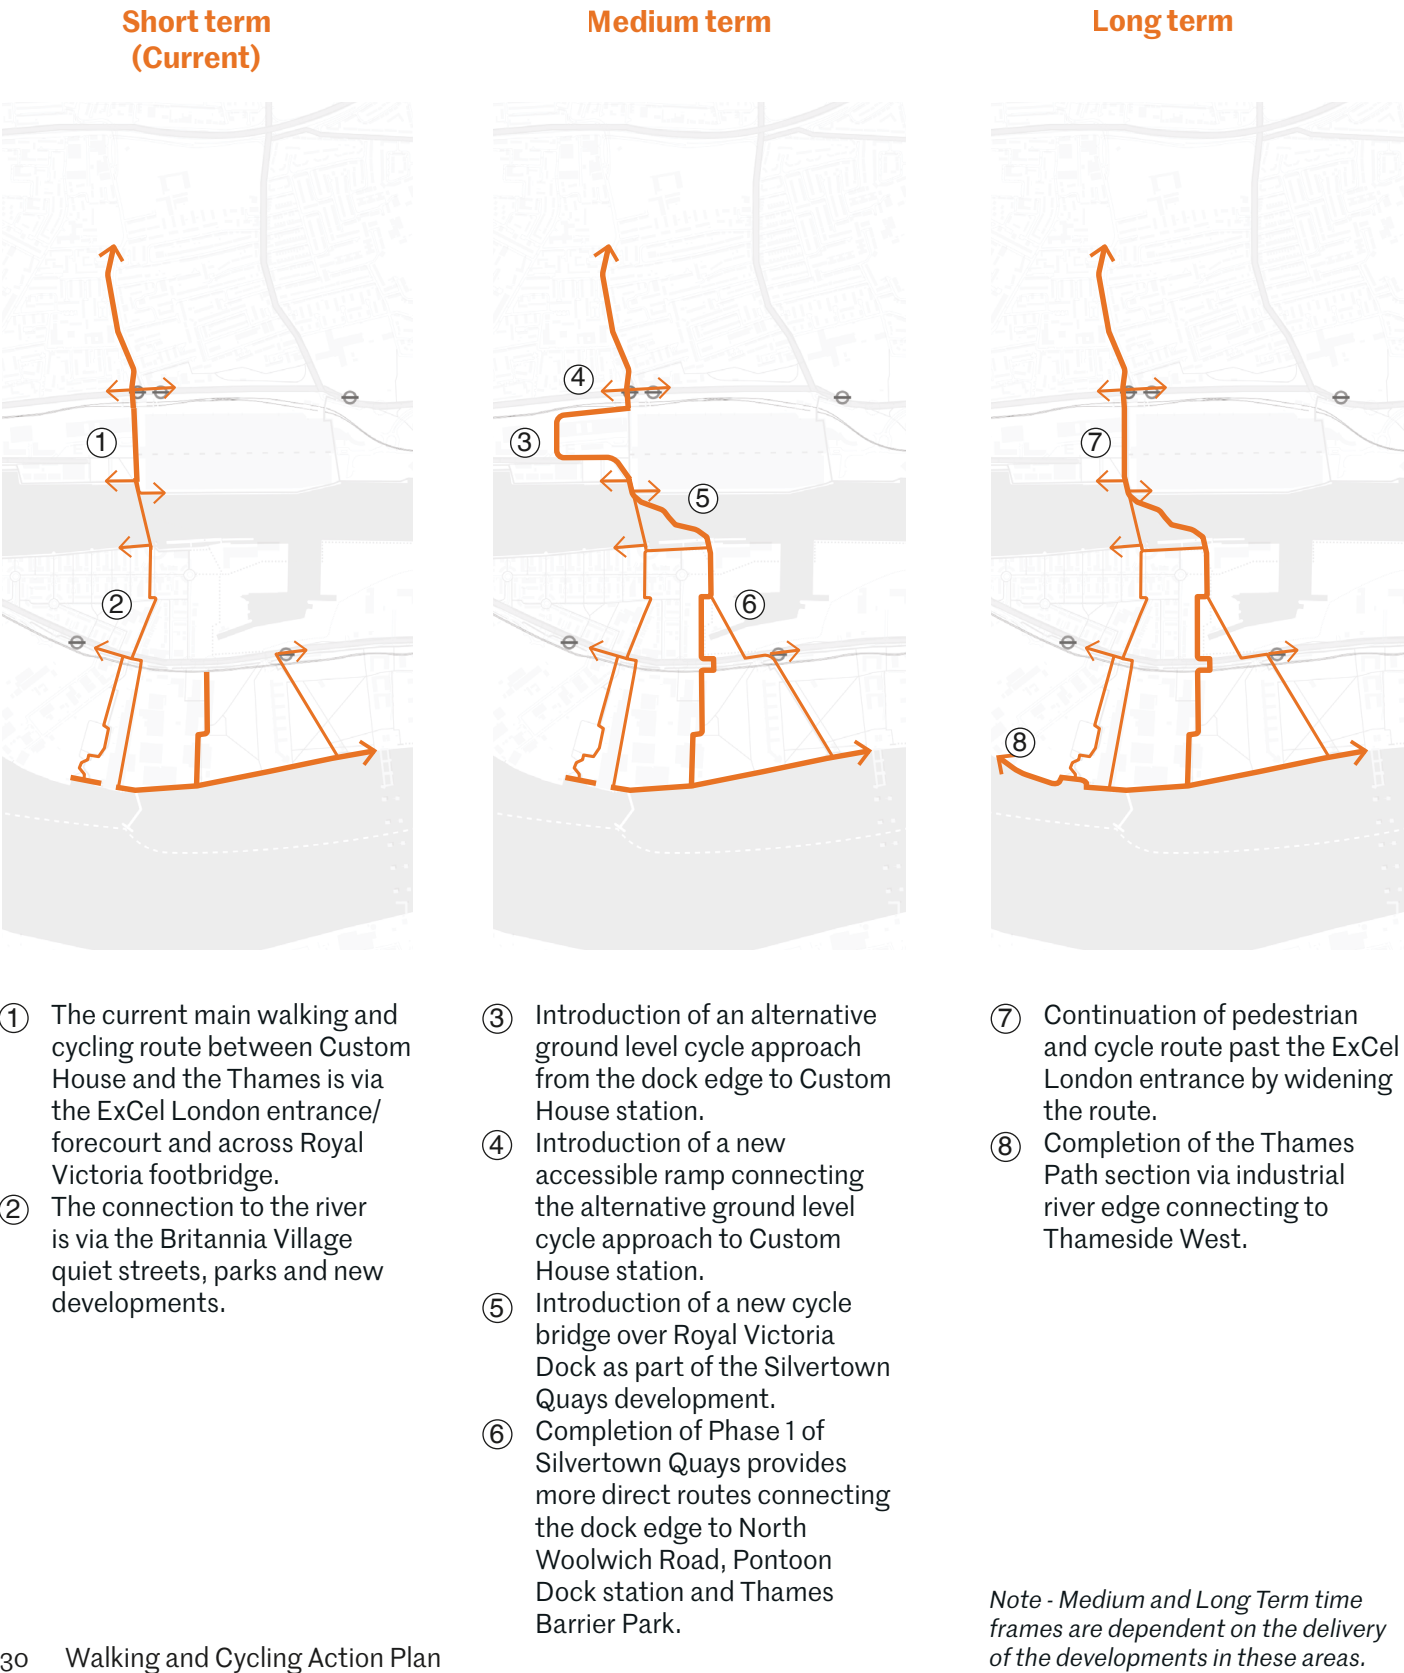 Short term
(Current)
Medium term
Long term
4
3
1
5
7
2
6
8
1 The current main walking and
cycling route between Custom
House and the Thames is via
the ExCel London entrance/
forecourt and across Royal
Victoria footbridge.
2 The connection to the river
is via the Britannia Village
quiet streets, parks and new
developments.
3 Introduction of an alternative
ground level cycle approach
from the dock edge to Custom
House station.
4 Introduction of a new
accessible ramp connecting
the alternative ground level
cycle approach to Custom
House station.
5 Introduction of a new cycle
bridge over Royal Victoria
Dock as part of the Silvertown
Quays development.
6 Completion of Phase 1 of
Silvertown Quays provides
more direct routes connecting
the dock edge to North
Woolwich Road, Pontoon
Dock station and Thames
Barrier Park.
7 Continuation of pedestrian
and cycle route past the ExCel
London entrance by widening
the route.
8 Completion of the Thames
Path section via industrial
river edge connecting to
Thameside West.
Note - Medium and Long Term time
frames are dependent on the delivery
of the developments in these areas.
30 Walking and Cycling Action Plan